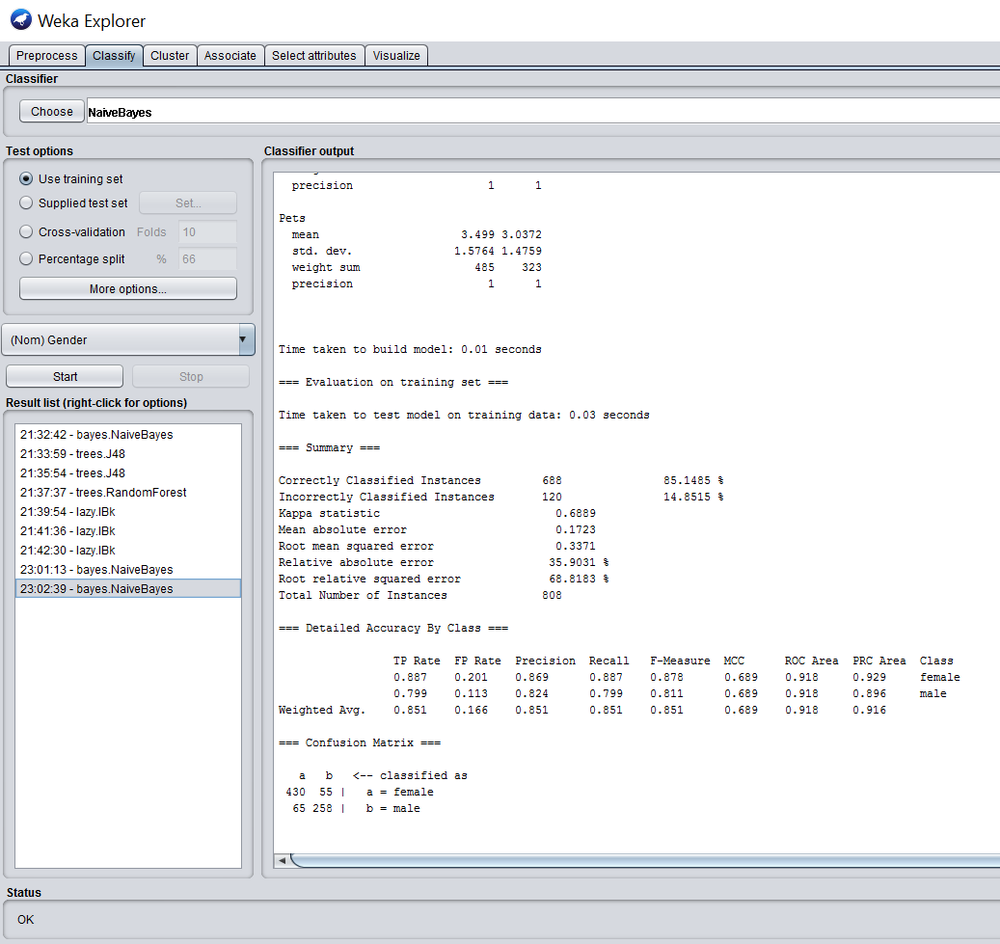 Weka Explorer
Preprocess Classify Cluster Associate Select attributes Visualize
Classifier
Choose NaiveBayes
Test options
Use training set
Supplied test set Set...
Cross-validation Folds 10
Percentage split % 66
More options...
(Nom) Gender
Start Stop
Result list (right-click for options)
21:32:42 - bayes.NaiveBayes
21:33:59 - trees.J48
21:35:54 - trees.J48
21:37:37 - trees.RandomForest
21:39:54 - lazy.IBk
21:41:36 - lazy.IBk
21:42:30 - lazy.IBk
23:01:13 - bayes.NaiveBayes
23:02:39 - bayes.NaiveBayes
Classifier output
precision 1 1
Pets
mean 3.499 3.0372
std. dev. 1.5764 1.4759
weight sum 485 323
precision 1 1
Time taken to build model: 0.01 seconds
=== Evaluation on training set ===
Time taken to test model on training data: 0.03 seconds
=== Summary ===
Correctly Classified Instances 688 85.1485 %
Incorrectly Classified Instances 120 14.8515 %
Kappa statistic 0.6889
Mean absolute error 0.1723
Root mean squared error 0.3371
Relative absolute error 35.9031 %
Root relative squared error 68.8183 %
Total Number of Instances 808
=== Detailed Accuracy By Class ===
TP Rate FP Rate Precision Recall F-Measure MCC ROC Area PRC Area Class
0.887 0.201 0.869 0.887 0.878 0.689 0.918 0.929 female
0.799 0.113 0.824 0.799 0.811 0.689 0.918 0.896 male
Weighted Avg. 0.851 0.166 0.851 0.851 0.851 0.689 0.918 0.916
=== Confusion Matrix ===
a b <-- classified as
430 55 | a = female
65 258 | b = male
Status
OK